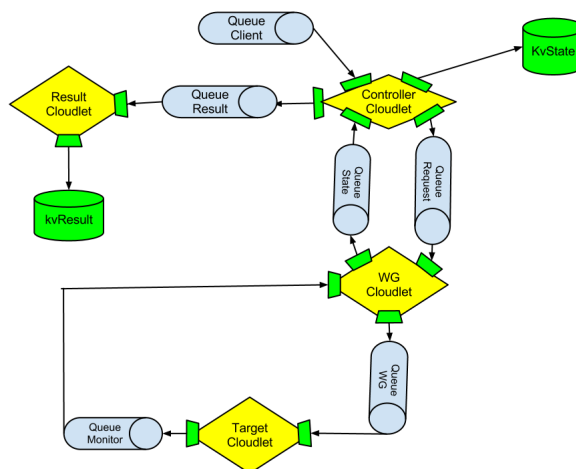 Queue
Client
KvState
Result
Cloudlet
Queue
Result
Controller
Cloudlet
Queue
State
Queue
Request
kvResult
WG
Cloudlet
Queue
WG
Queue
Monitor
Target
Cloudlet